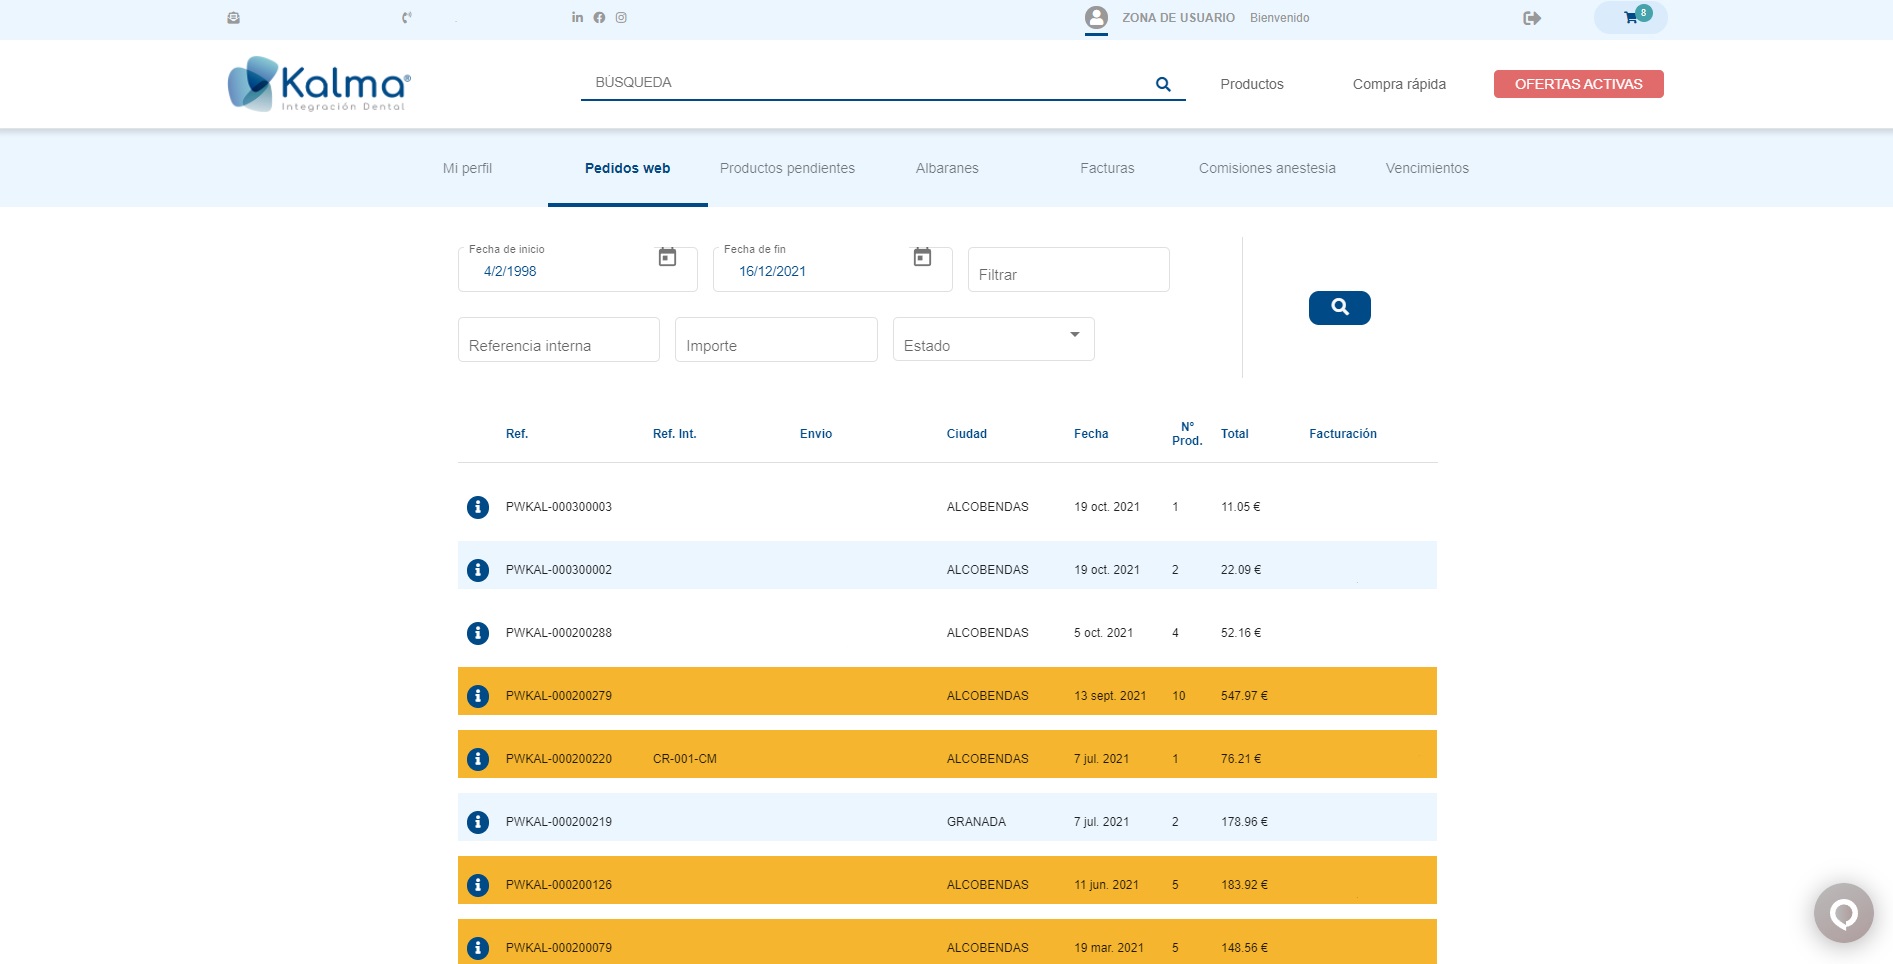 ZONA DE USUARIO Bienvenido 8
Kalma®
Integración Dental
BÚSQUEDA Productos Compra rápida OFERTAS ACTIVAS
Mi perfil Pedidos web Productos pendientes Albaranes Facturas Comisiones anestesia Vencimientos
Fecha de inicio Fecha de fin
4/2/1998 16/12/2021 Filtrar
Referencia interna Importe Estado
Ref. Ref. Int. Envio Ciudad Fecha Nº Prod. Total Facturación
PWKAL-000300003 ALCOBENDAS 19 oct. 2021 1 11.05 €
PWKAL-000300002 ALCOBENDAS 19 oct. 2021 2 22.09 €
PWKAL-000200288 ALCOBENDAS 5 oct. 2021 4 52.16 €
PWKAL-000200279 ALCOBENDAS 13 sept. 2021 10 547.97 €
PWKAL-000200220 CR-001-CM ALCOBENDAS 7 jul. 2021 1 76.21 €
PWKAL-000200219 GRANADA 7 jul. 2021 2 178.96 €
PWKAL-000200126 ALCOBENDAS 11 jun. 2021 5 183.92 €
PWKAL-000200079 ALCOBENDAS 19 mar. 2021 5 148.56 €